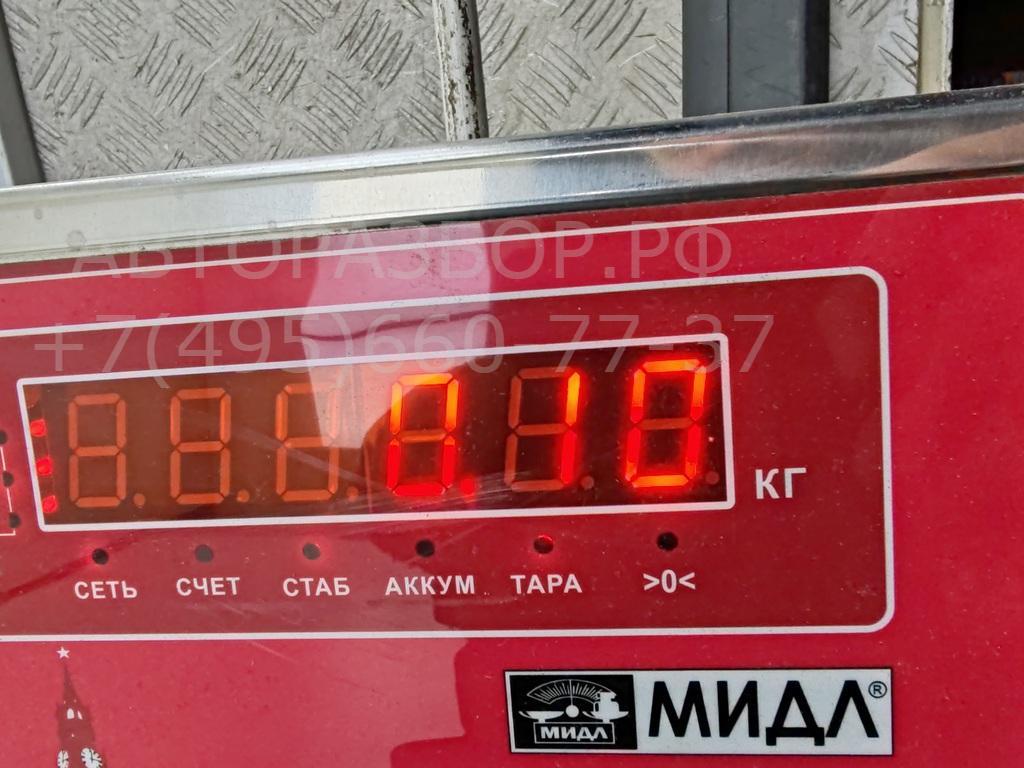 АВТОРАЗБОР.РФ
+7(495)660-77-37
0.10
КГ
СЕТЬ СЧЕТ СТАБ АККУМ ТАРА >0<
МИДЛ МИДЛ®